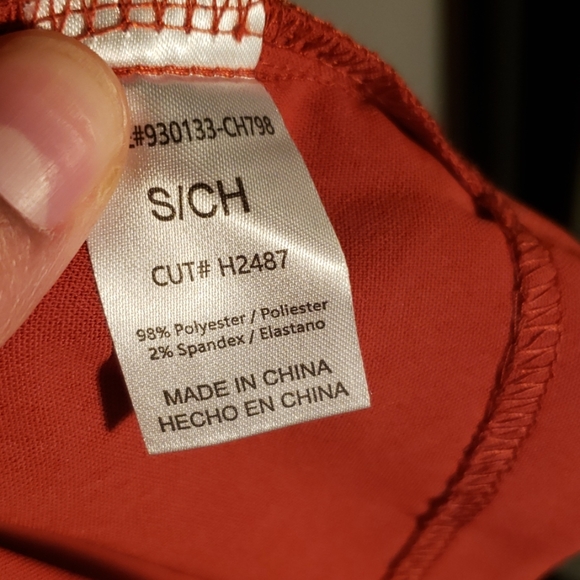 #930133-CH798
S/CH
CUT# H2487
98% Polyester / Poliester
2% Spandex / Elastano
MADE IN CHINA
HECHO EN CHINA